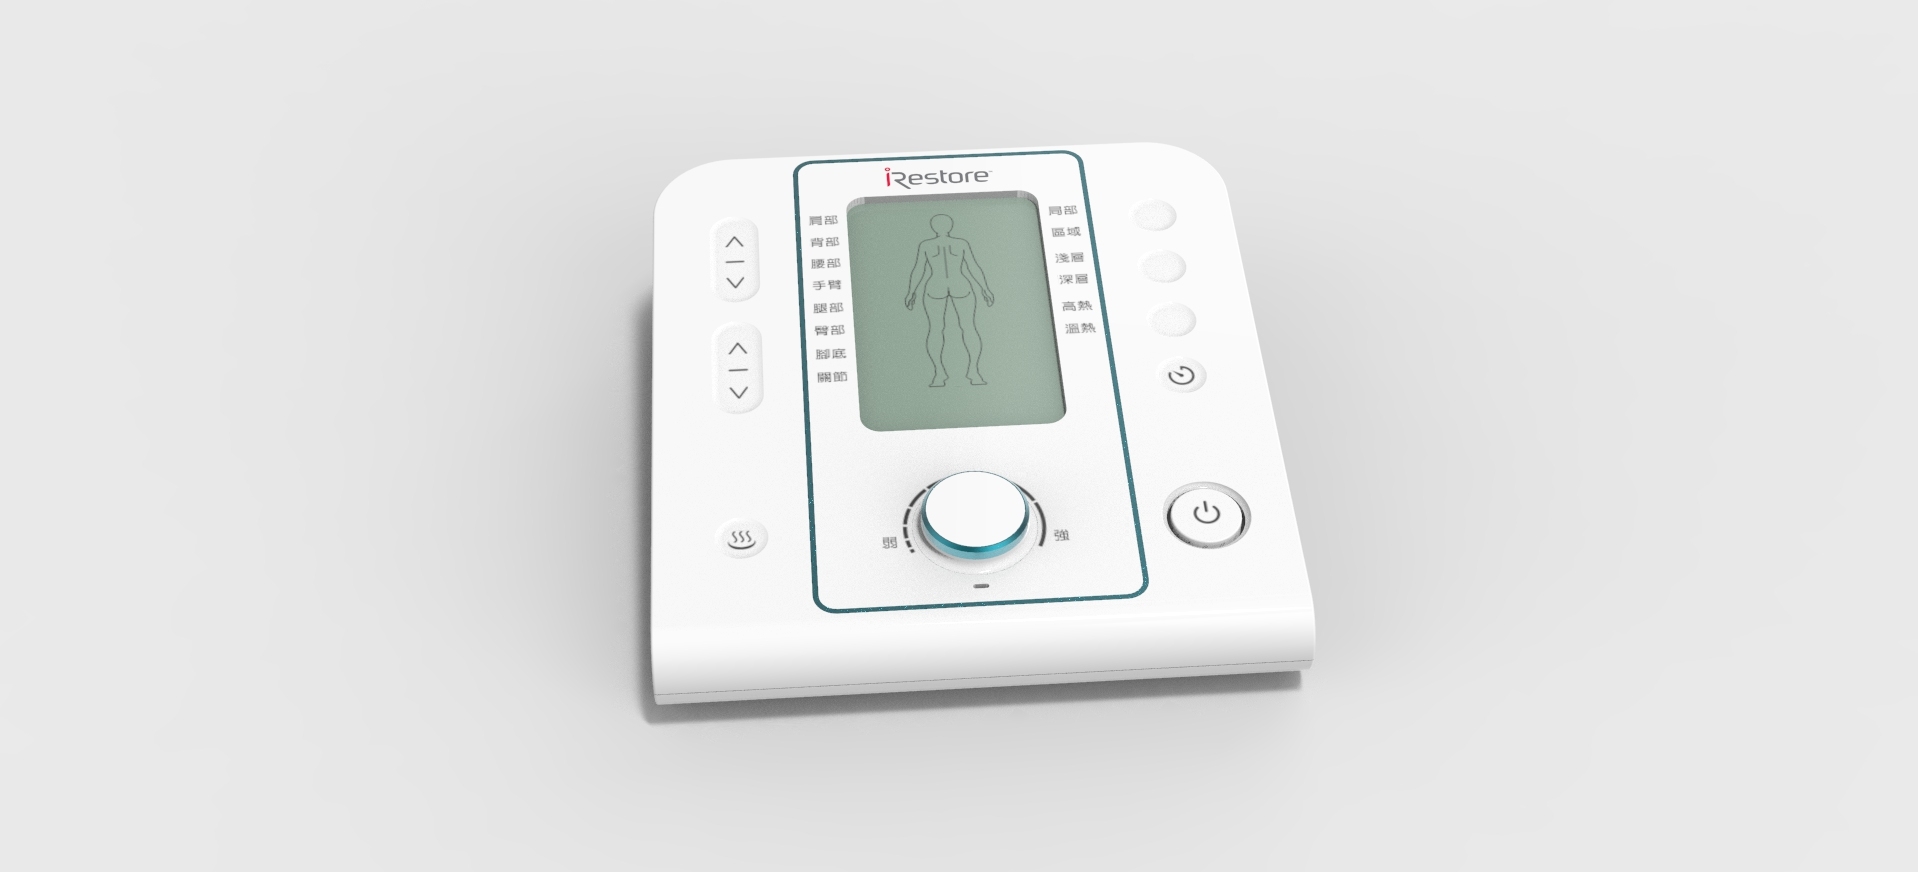 iRestore
肩部
背部
腰部
手臂
腿部
臀部
腳底
關節
局部
區域
淺層
深層
高熱
溫熱
弱
強